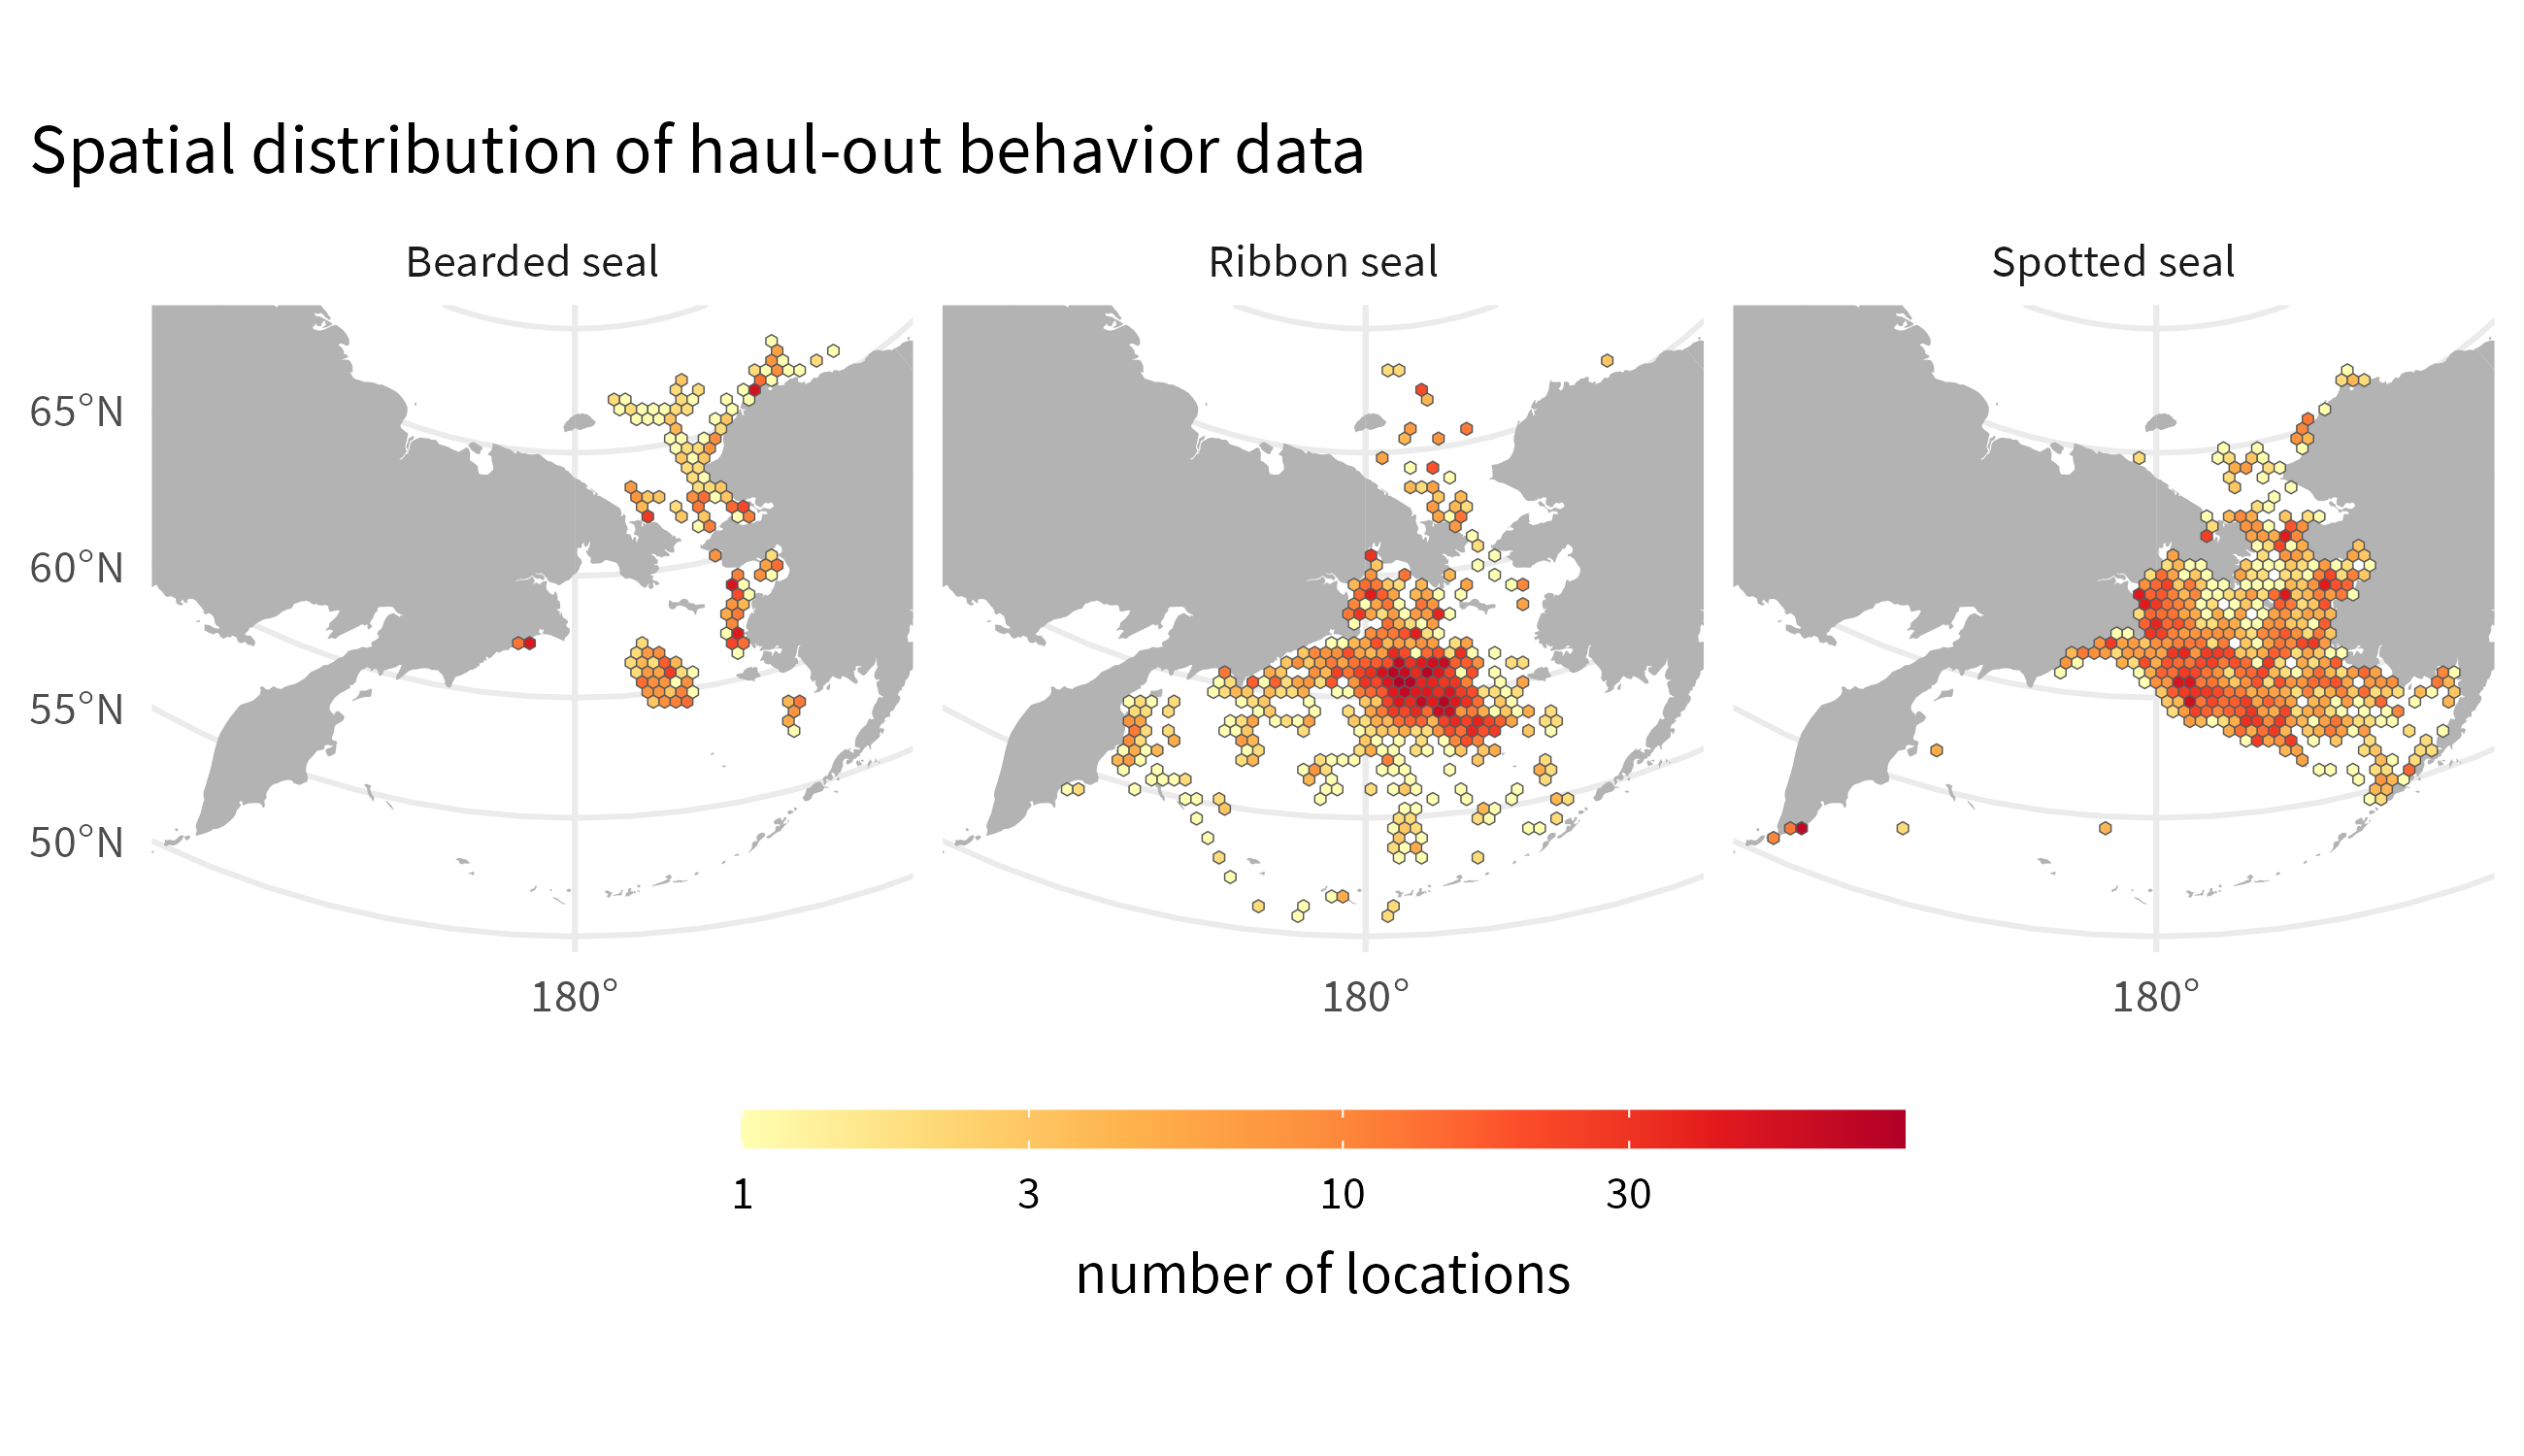 Spatial distribution of haul-out behavior data
Bearded seal
Ribbon seal
Spotted seal
65°N
60°N
55°N
50°N
180°
180°
180°
1
3
10
30
number of locations